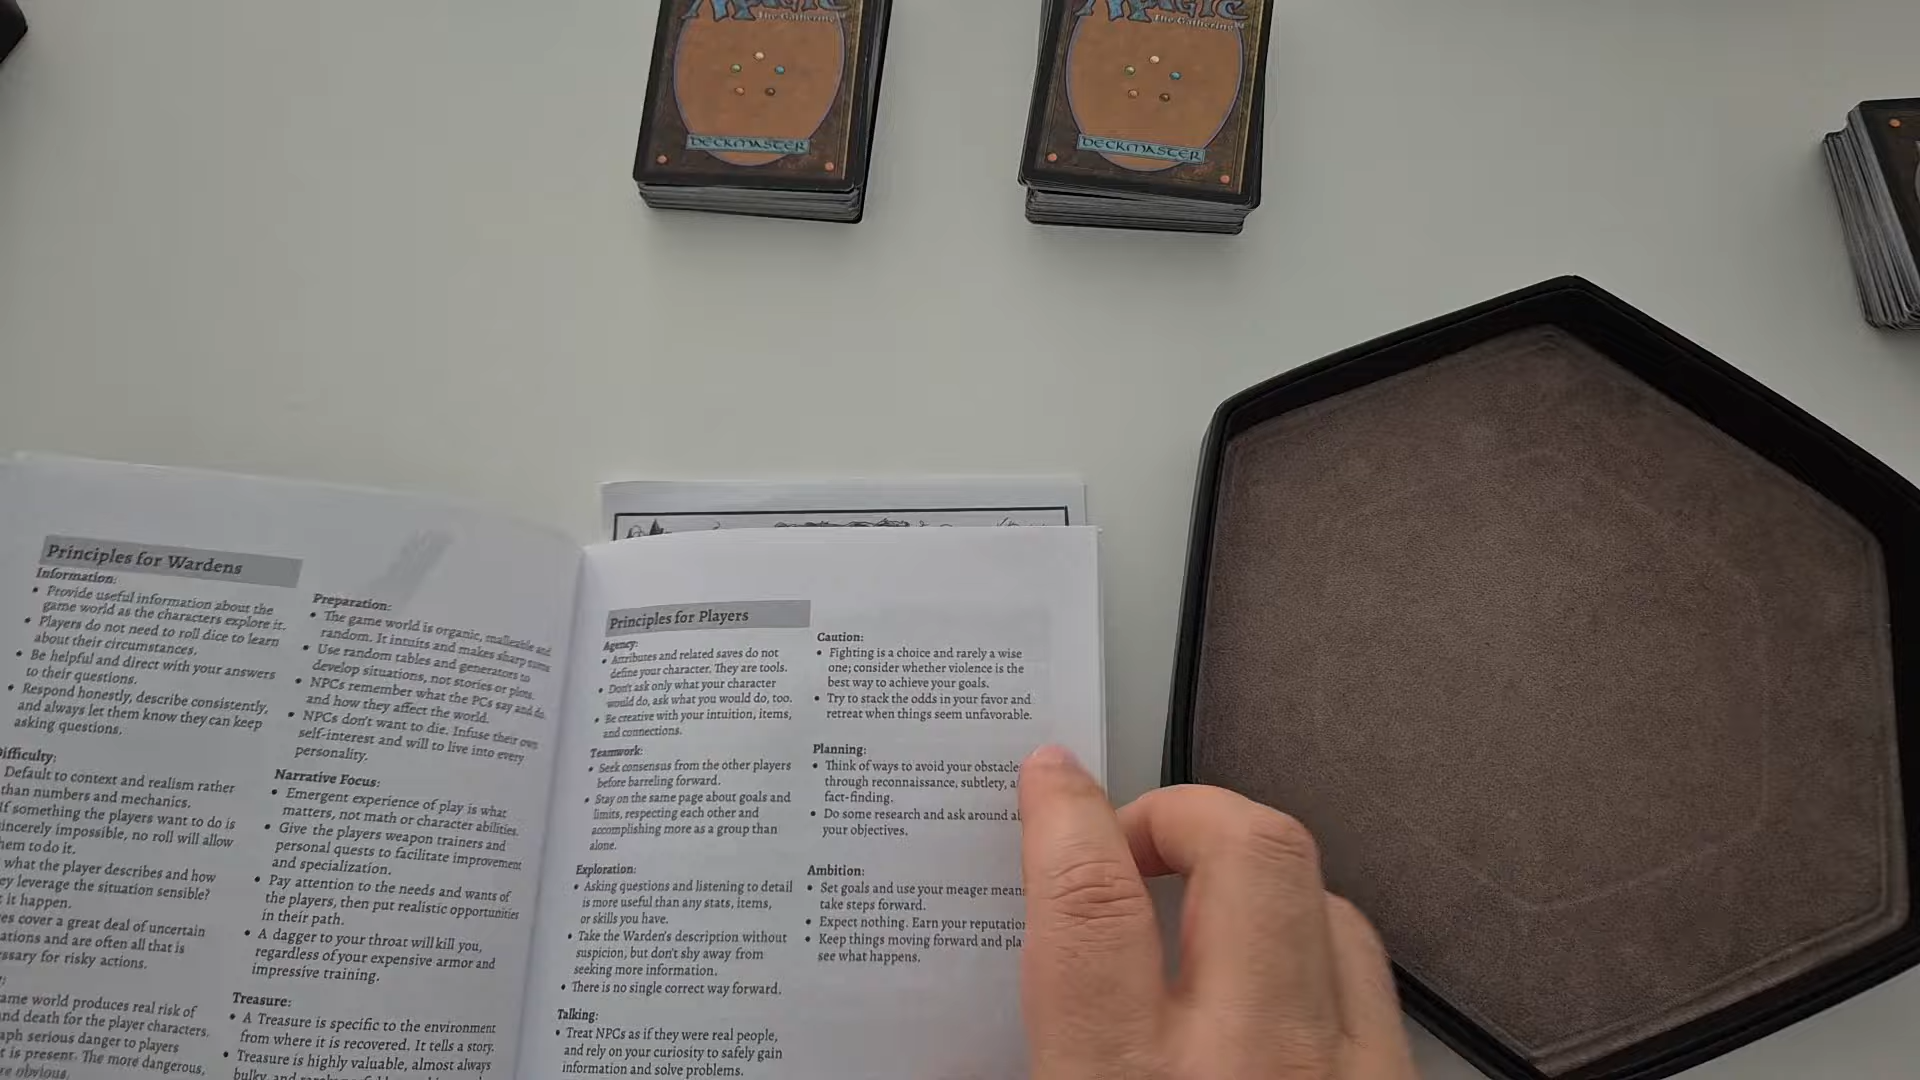 MAGIC
The Gathering
DECKMASTER
MAGIC
The Gathering
DECKMASTER
Principles for Wardens
Information:
• Provide useful information about the
game world as the characters explore it.
• Players do not need to roll dice to learn
about their circumstances.
• Be helpful and direct with your answers
to their questions.
• Respond honestly, describe consistently,
and always let them know they can keep
asking questions.
Default to context and realism rather
than numbers and mechanics.
If something the players want to do is
sincerely impossible, no roll will allow
them to do it.
what the player describes and how
leverage the situation sensible?
it happen.
cover a great deal of uncertain
and are often all that is
for risky actions.
game world produces real risk of
and death for the player characters.
serious danger to players
is present. The more dangerous,
obvious.
Preparation:
• The game world is organic, malleable and
random. It intuits and makes sharp turns
• Use random tables and generators to
develop situations, not stories or plots.
• NPCs remember what the PCs say and do,
and how they affect the world.
• NPCs don't want to die. Infuse their own
self-interest and will to live into every
personality.
Narrative Focus:
• Emergent experience of play is what
matters, not math or character abilities.
• Give the players weapon trainers and
personal quests to facilitate improvement
and specialization.
• Pay attention to the needs and wants of
the players, then put realistic opportunities
in their path.
• A dagger to your throat will kill you,
regardless of your expensive armor and
impressive training.
Treasure:
• A Treasure is specific to the environment
from where it is recovered. It tells a story.
• Treasure is highly valuable, almost always
bulky, and
Principles for Players
Agency:
• Attributes and related saves do not
define your character. They are tools.
• Don't ask only what your character
would do, ask what you would do, too.
• Be creative with your intuition, items,
and connections.
Teamwork:
• Seek consensus from the other players
before barreling forward.
• Stay on the same page about goals and
limits, respecting each other and
accomplishing more as a group than
alone.
Exploration:
• Asking questions and listening to detail
is more useful than any stats, items,
or skills you have.
• Take the Warden's description without
suspicion, but don't shy away from
seeking more information.
• There is no single correct way forward.
Talking:
• Treat NPCs as if they were real people,
and rely on your curiosity to safely gain
information and solve problems.
Caution:
• Fighting is a choice and rarely a wise
one; consider whether violence is the
best way to achieve your goals.
• Try to stack the odds in your favor and
retreat when things seem unfavorable.
Planning:
• Think of ways to avoid your obstacles
through reconnaissance, subtlety,
fact-finding.
• Do some research and ask around
your objectives.
Ambition:
• Set goals and use your meager
take steps forward.
• Expect nothing. Earn your reputation
• Keep things moving forward and
see what happens.